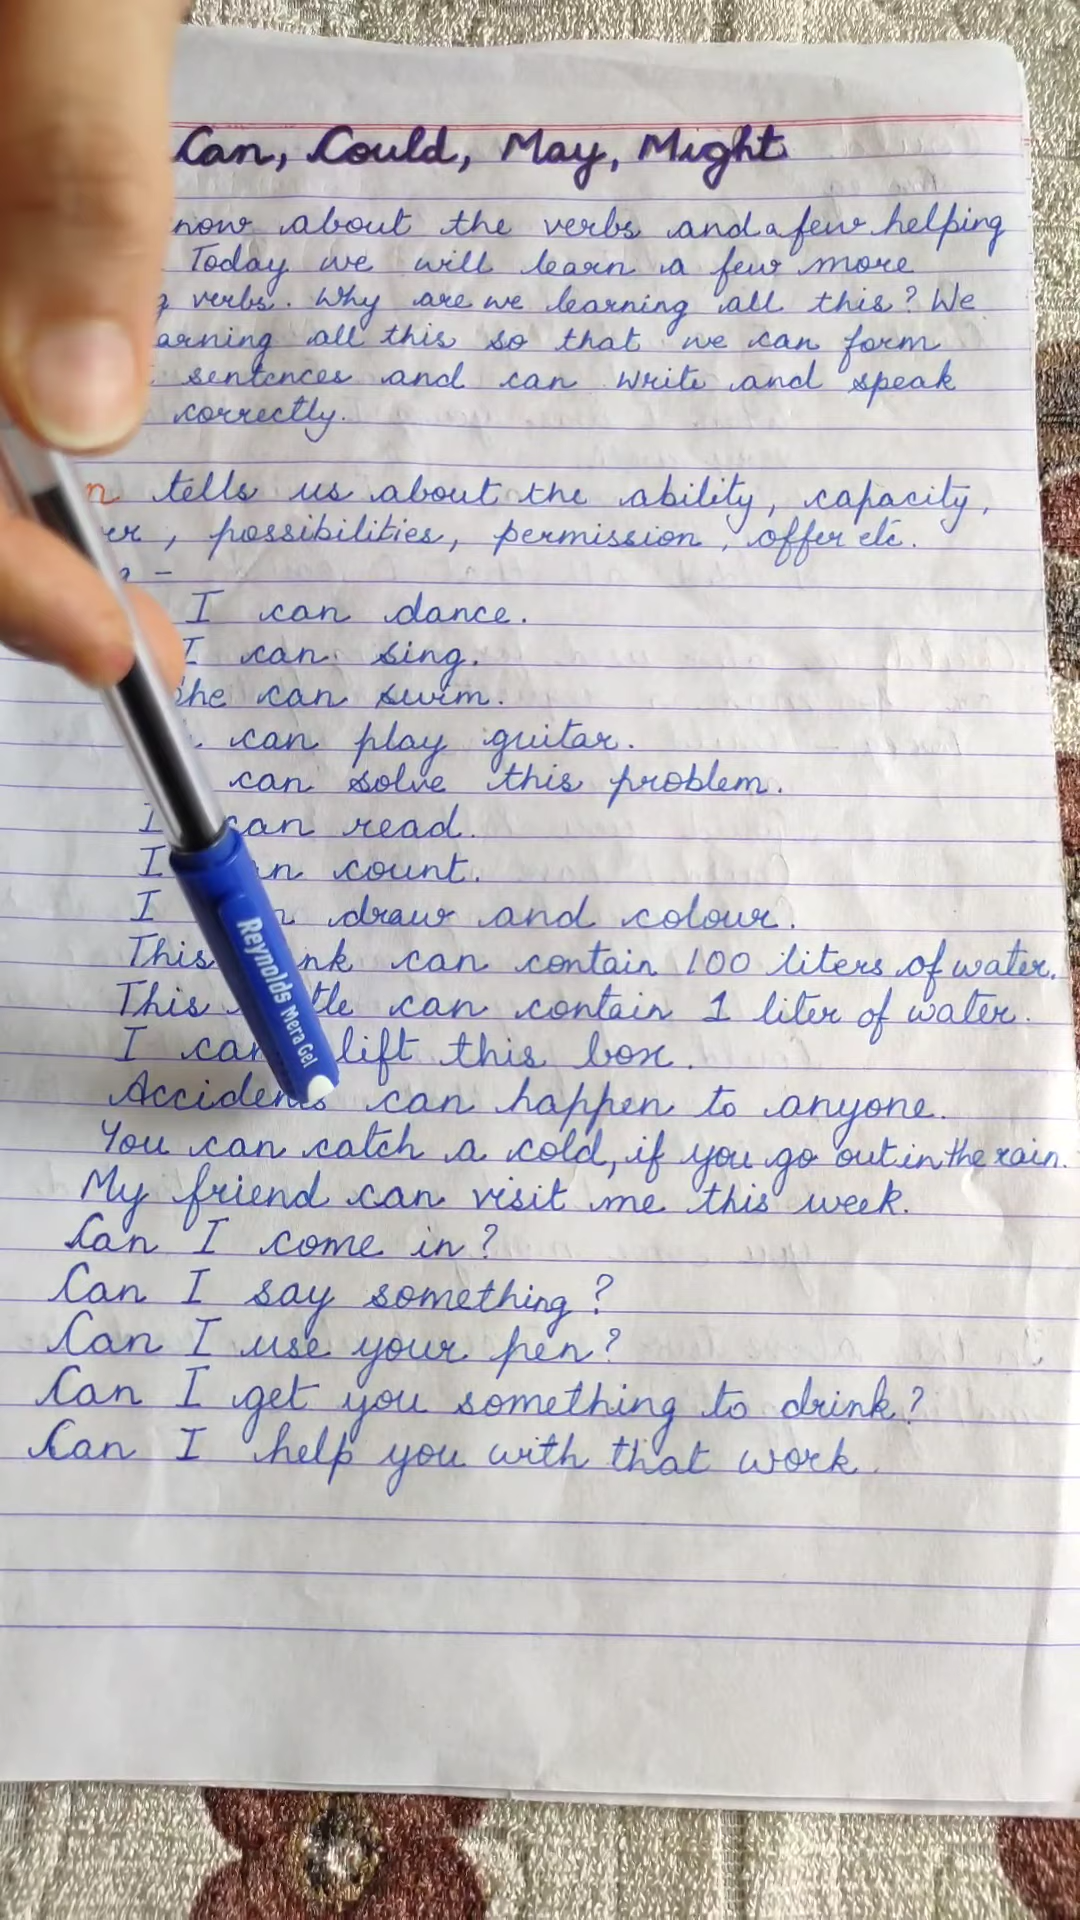 Can, Could, May, Might
now about the verbs and a few helping
Today we will learn a few more
verbs. Why are we learning all this? We
arning all this so that we can form
sentences and can write and speak
correctly.
n tells us about the ability, capacity,
er, possibilities, permission, offer etc.
I can dance.
I can sing.
She can swim.
can play guitar.
can solve this problem.
I can read.
I an count.
I n draw and colour.
This nk can contain 100 liters of water.
This tle can contain 1 liter of water.
I can lift this box.
Accidents can happen to anyone.
You can catch a cold, if you go out in the rain.
My friend can visit me this week.
Can I come in?
Can I say something?
Can I use your pen?
Can I get you something to drink?
Can I help you with that work.
Reynolds Mera Gel